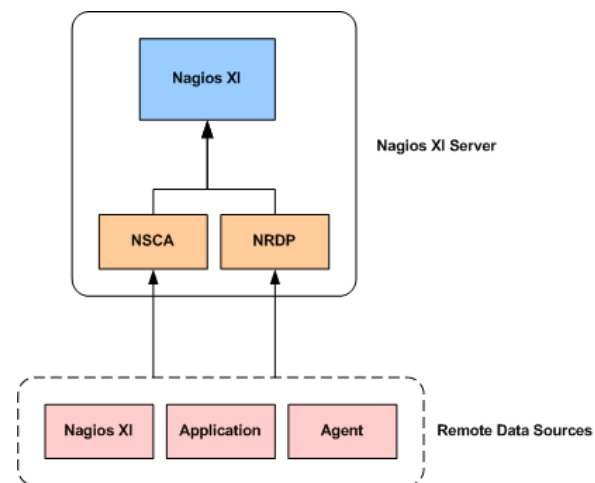 Nagios XI
Nagios XI Server
NSCA
NRDP
Nagios XI
Application
Agent
Remote Data Sources